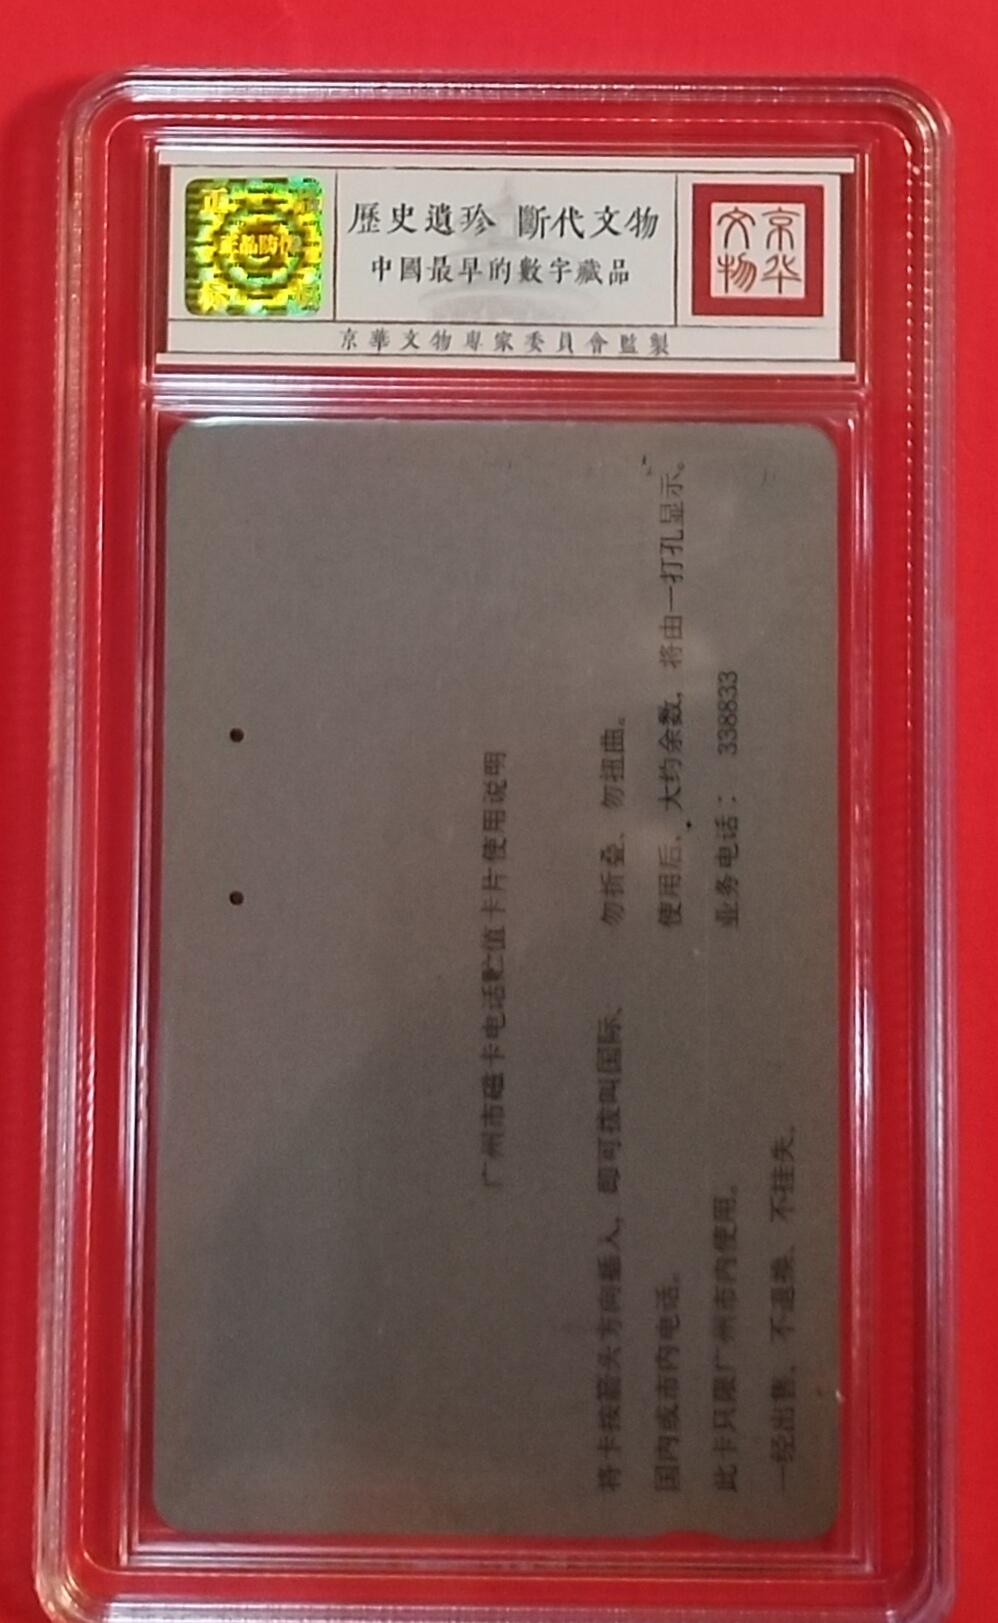 正品防伪
歷史遺珍 斷代文物
中國最早的數字藏品
京華文物專家委員會監製
京华
文物
广州市磁卡电话贮值卡片使用说明
将卡按箭头方向插入，即可拨叫国际、
国内或市内电话。
此卡只限广州市内使用。
一经出售、不退换、不挂失。
勿折叠、勿扭曲。
使用后、大约余数，将由一打孔显示。
业务电话： 338833